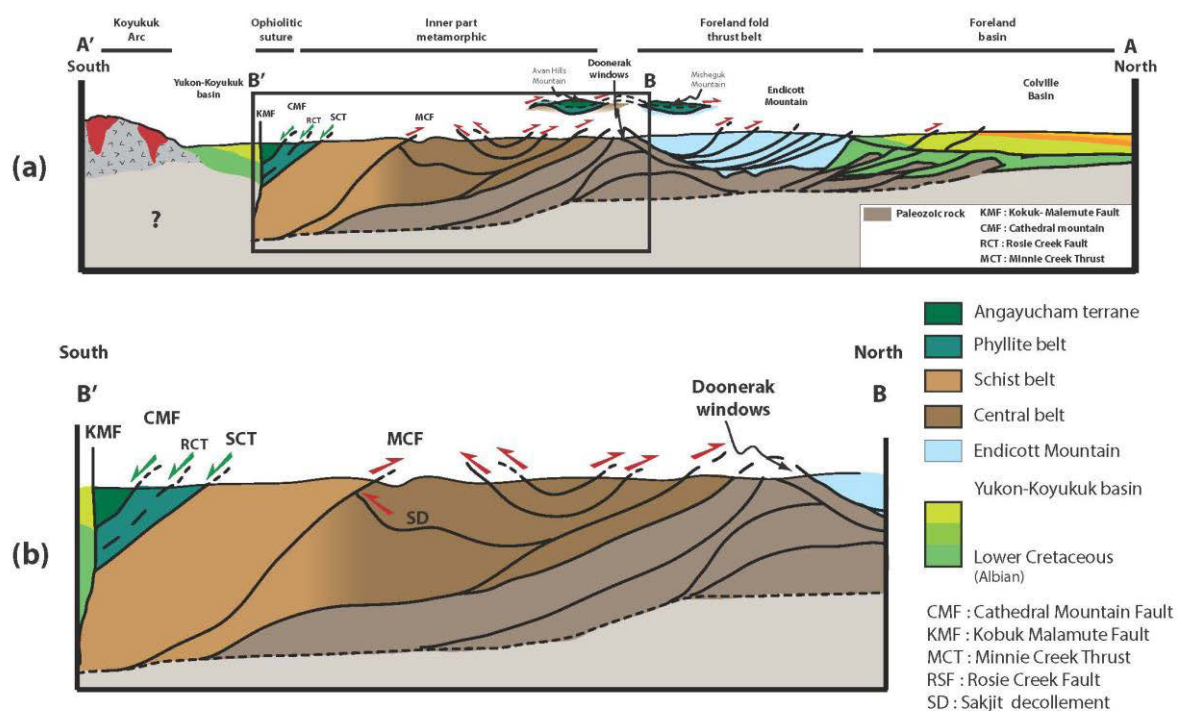 Koyukuk
Arc
Ophiolitic
suture
Inner part
metamorphic
Foreland fold
thrust belt
Foreland
basin
A'
South
A
North
Yukon-Koyukuk
basin
B'
Avan Hills
Mountain
Doonerak
windows
B
Misheguk
Mountain
Endicott
Mountain
Colville
Basin
KMF
CMF
RCT
SCT
MCF
(a)
?
Paleozoic rock
KMF : Kokuk- Malemute Fault
CMF : Cathedral mountain
RCT : Rosie Creek Fault
MCT : Minnie Creek Thrust
South
B'
North
B
KMF
CMF
RCT
SCT
MCF
SD
Doonerak
windows
(b)
Angayucham terrane
Phyllite belt
Schist belt
Central belt
Endicott Mountain
Yukon-Koyukuk basin
Lower Cretaceous
(Albian)
CMF : Cathedral Mountain Fault
KMF : Kobuk Malamute Fault
MCT : Minnie Creek Thrust
RSF : Rosie Creek Fault
SD : Sakjit decollement